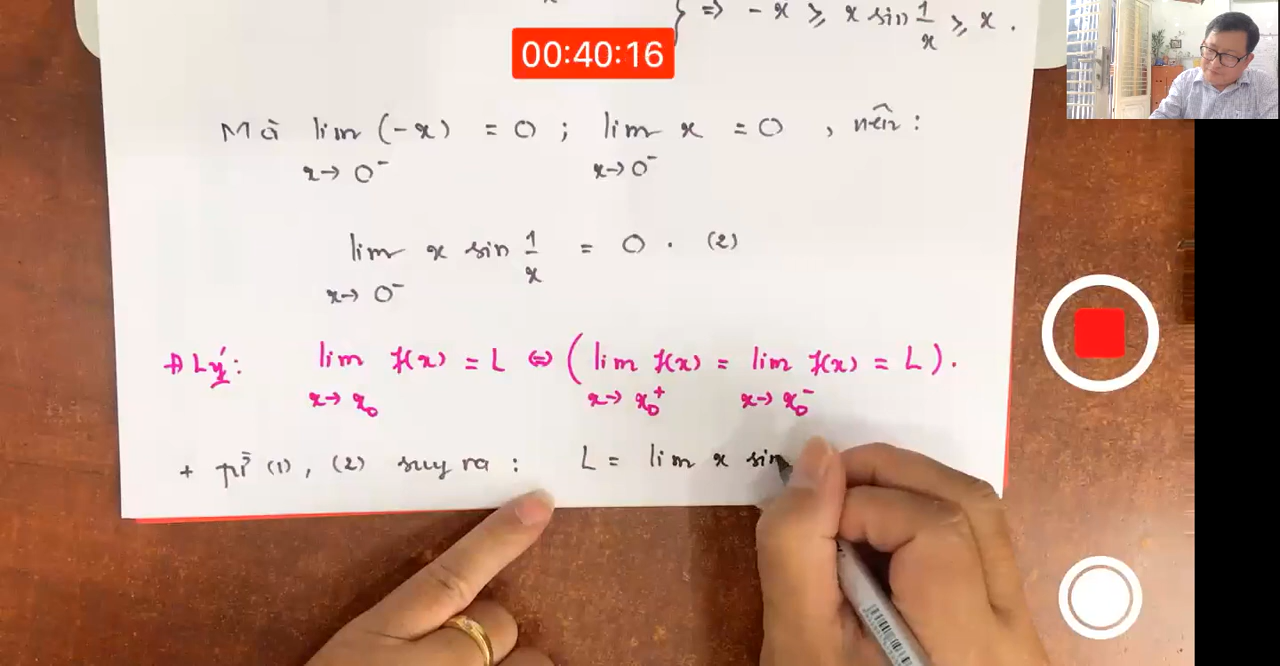 } => - x ⩾ x sin 1/x ⩾ x .
00:40:16
Mà lim (-x) = 0 ; lim x = 0 , nên :
x→0⁻ x→0⁻
lim x sin 1/x = 0 . (2)
x→0⁻
ĐLý: lim f(x) = L ⇔ ( lim f(x) = lim f(x) = L ) .
x→x₀ x→x₀⁺ x→x₀⁻
+ Từ (1) , (2) suy ra : L = lim x sin